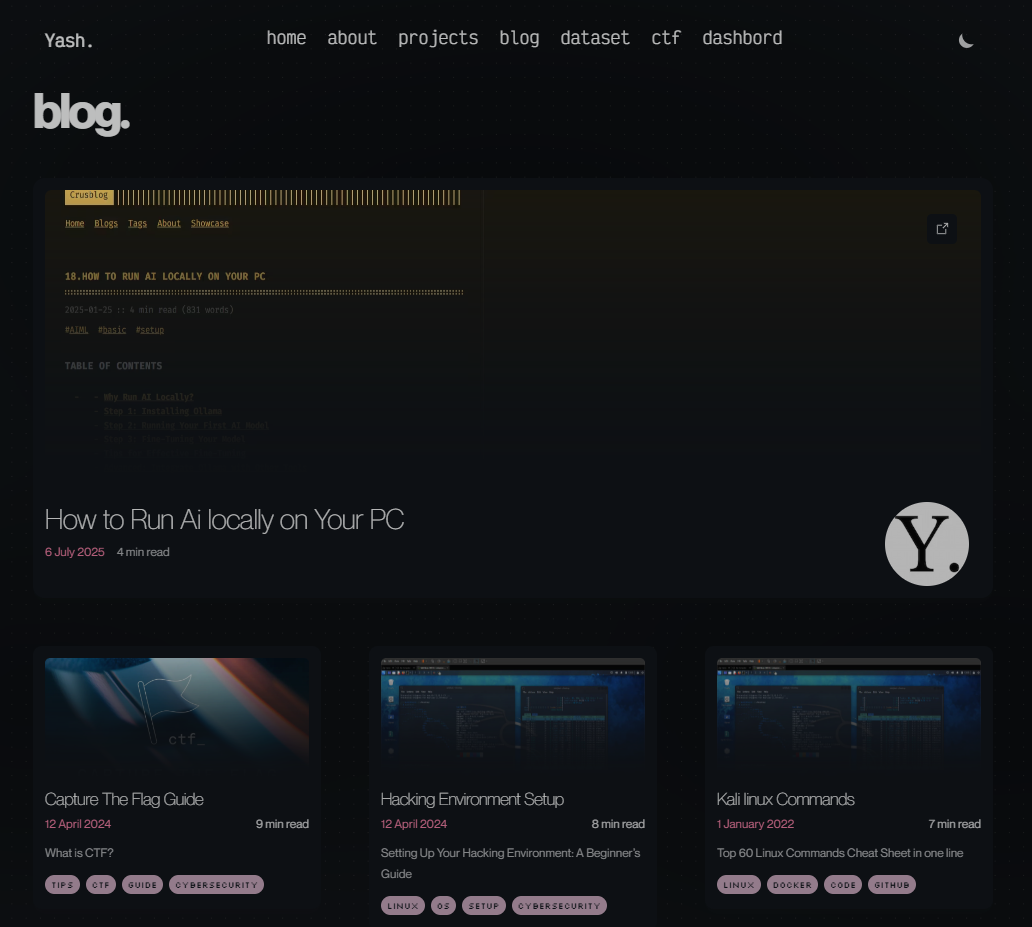 Yash.
home about projects blog dataset ctf dashbord
blog.
Crusblog
Home Blogs Tags About Showcase
18.HOW TO RUN AI LOCALLY ON YOUR PC
2025-01-25 :: 4 min read (831 words)
#AIML #basic #setup
TABLE OF CONTENTS
Why Run AI Locally?
Step 1: Installing Ollama
Step 2: Running Your First AI Model
How to Run Ai locally on Your PC
6 July 2025 4 min read
Y.
ctf_
Capture The Flag Guide
12 April 2024 9 min read
What is CTF?
TIPS CTF GUIDE CYBERSECURITY
Hacking Environment Setup
12 April 2024 8 min read
Setting Up Your Hacking Environment: A Beginner's
Guide
LINUX OS SETUP CYBERSECURITY
Kali linux Commands
1 January 2022 7 min read
Top 60 Linux Commands Cheat Sheet in one line
LINUX DOCKER CODE GITHUB